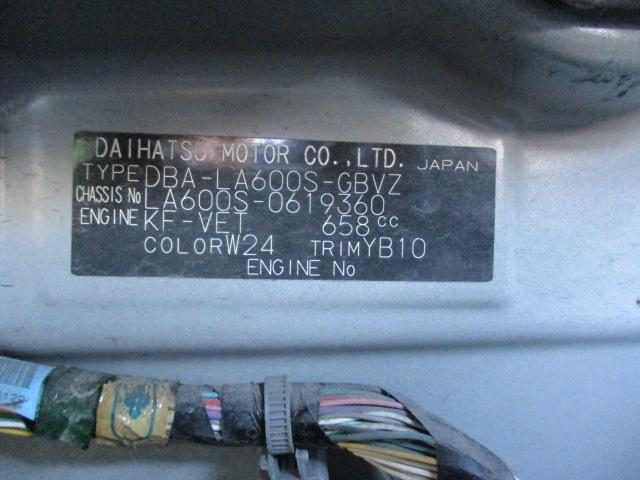 DAIHATSU MOTOR CO.,LTD. JAPAN
TYPE DBA-LA600S-GBVZ
CHASSIS No LA600S-0619360
ENGINE KF-VET 658cc
COLOR W24 TRIM YB10
ENGINE No